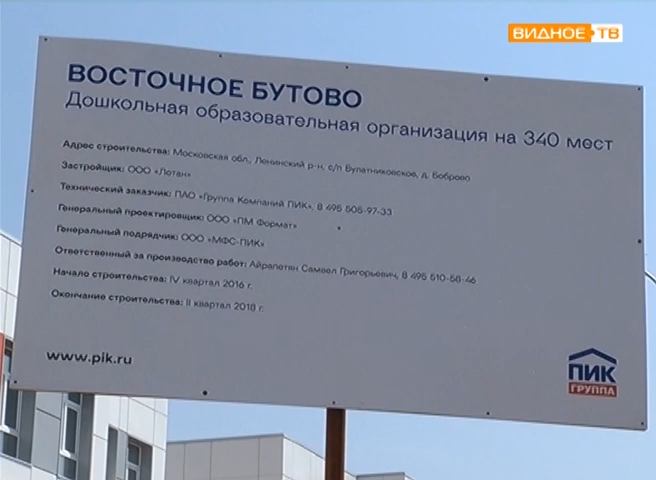 ВИДНОЕ ТВ
ВОСТОЧНОЕ БУТОВО
Дошкольная образовательная организация на 340 мест
Адрес строительства: Московская обл., Ленинский р-н, с/п Булатниковское, д. Боброво
Застройщик: ООО «Лотан»
Технический заказчик: ПАО «Группа Компаний ПИК», 8 495 505-97-33
Генеральный проектировщик: ООО «ПМ Формат»
Генеральный подрядчик: ООО «МФС-ПИК»
Ответственный за производство работ: Айрапетян Самвел Григорьевич, 8 495 510-58-46
Начало строительства: IV квартал 2016 г.
Окончание строительства: II квартал 2018 г.
www.pik.ru
ПИК
ГРУППА